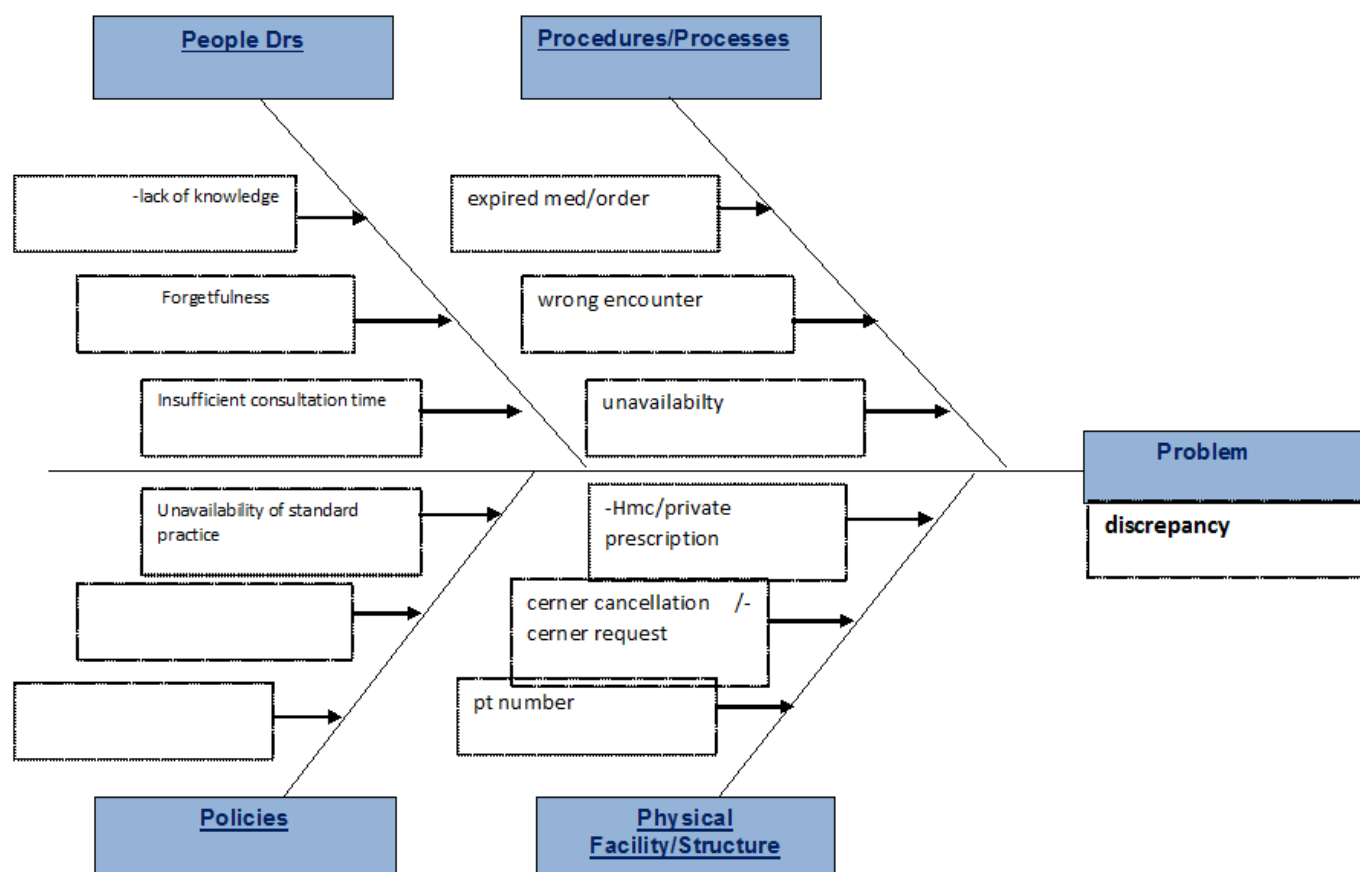 People Drs
Procedures/Processes
-lack of knowledge
expired med/order
Forgetfulness
wrong encounter
Insufficient consultation time
unavailabilty
Problem
discrepancy
Unavailability of standard
practice
-Hmc/private
prescription
cerner cancellation /-
cerner request
pt number
Policies
Physical
Facility/Structure